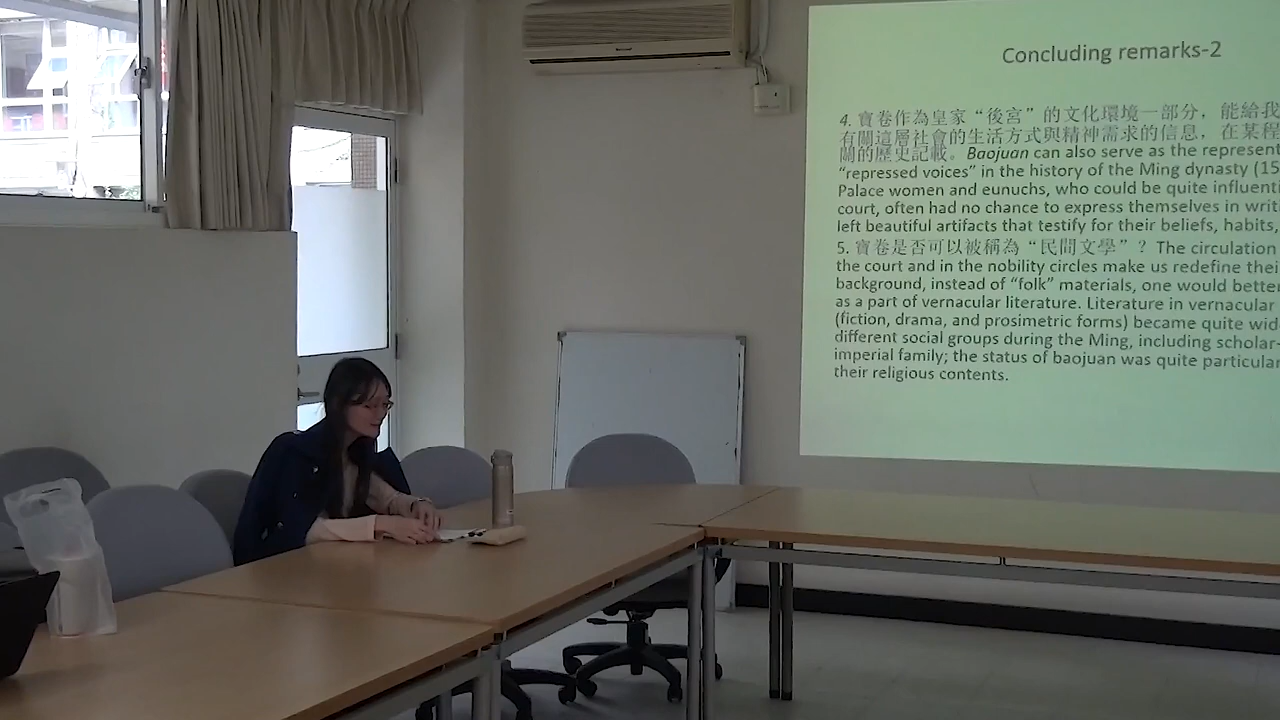 Concluding remarks-2
4. 寶卷作為皇家“後宮”的文化環境一部分，能給我
有關這層社會的生活方式與精神需求的信息，在某程
關的歷史記載。Baojuan can also serve as the represent
“repressed voices” in the history of the Ming dynasty (15
Palace women and eunuchs, who could be quite influenti
court, often had no chance to express themselves in writi
left beautiful artifacts that testify for their beliefs, habits,
5. 寶卷是否可以被稱為“民間文學”？The circulation
the court and in the nobility circles make us redefine thei
background, instead of “folk” materials, one would better
as a part of vernacular literature. Literature in vernacular
(fiction, drama, and prosimetric forms) became quite wid
different social groups during the Ming, including scholar-
imperial family; the status of baojuan was quite particular
their religious contents.